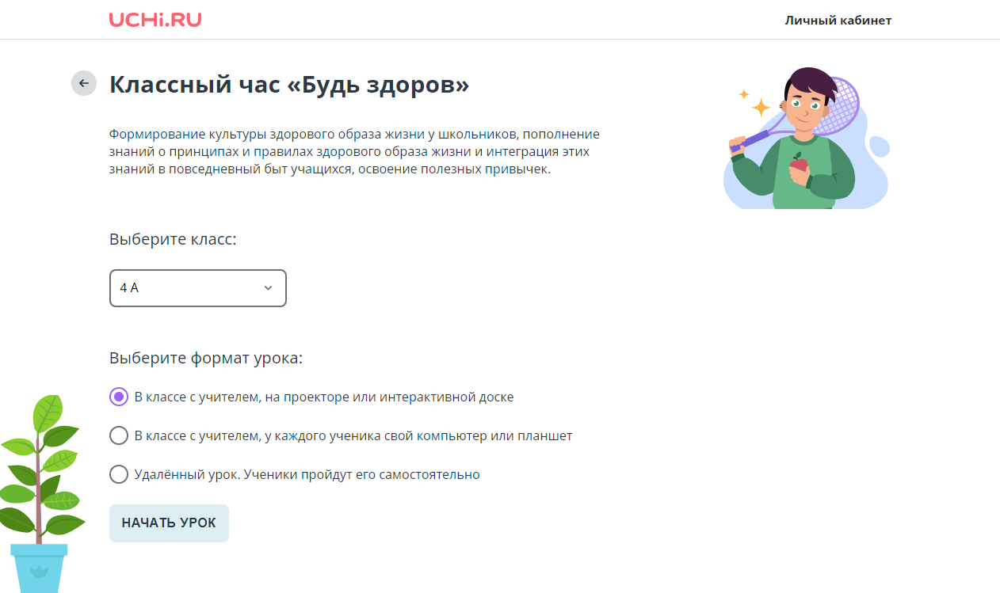 UCHi.RU
Личный кабинет
Классный час «Будь здоров»
Формирование культуры здорового образа жизни у школьников, пополнение
знаний о принципах и правилах здорового образа жизни и интеграция этих
знаний в повседневный быт учащихся, освоение полезных привычек.
Выберите класс:
4 А
Выберите формат урока:
В классе с учителем, на проекторе или интерактивной доске
В классе с учителем, у каждого ученика свой компьютер или планшет
Удалённый урок. Ученики пройдут его самостоятельно
НАЧАТЬ УРОК